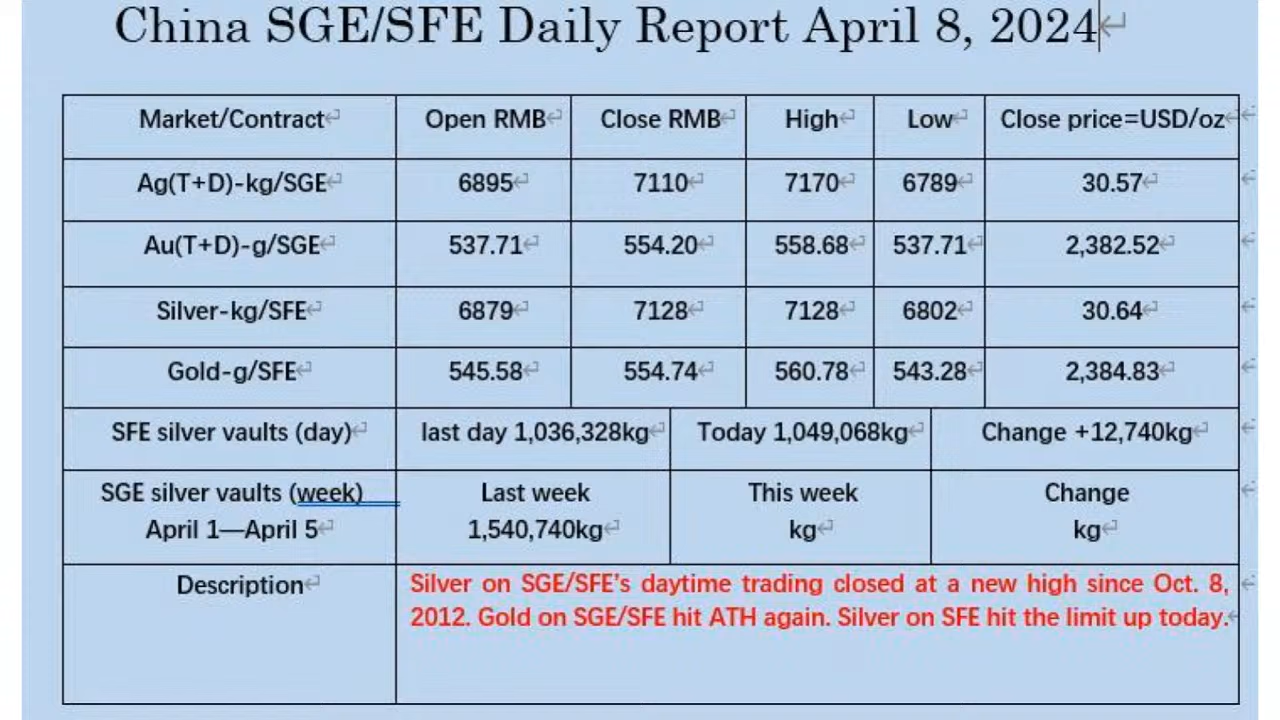 China SGE/SFE Daily Report April 8, 2024
Market/Contract Open RMB Close RMB High Low Close price=USD/oz
Ag(T+D)-kg/SGE 6895 7110 7170 6789 30.57
Au(T+D)-g/SGE 537.71 554.20 558.68 537.71 2,382.52
Silver-kg/SFE 6879 7128 7128 6802 30.64
Gold-g/SFE 545.58 554.74 560.78 543.28 2,384.83
SFE silver vaults (day) last day 1,036,328kg Today 1,049,068kg Change +12,740kg
SGE silver vaults (week) Last week This week Change
April 1—April 5 1,540,740kg kg kg
Description Silver on SGE/SFE's daytime trading closed at a new high since Oct. 8,
2012. Gold on SGE/SFE hit ATH again. Silver on SFE hit the limit up today.